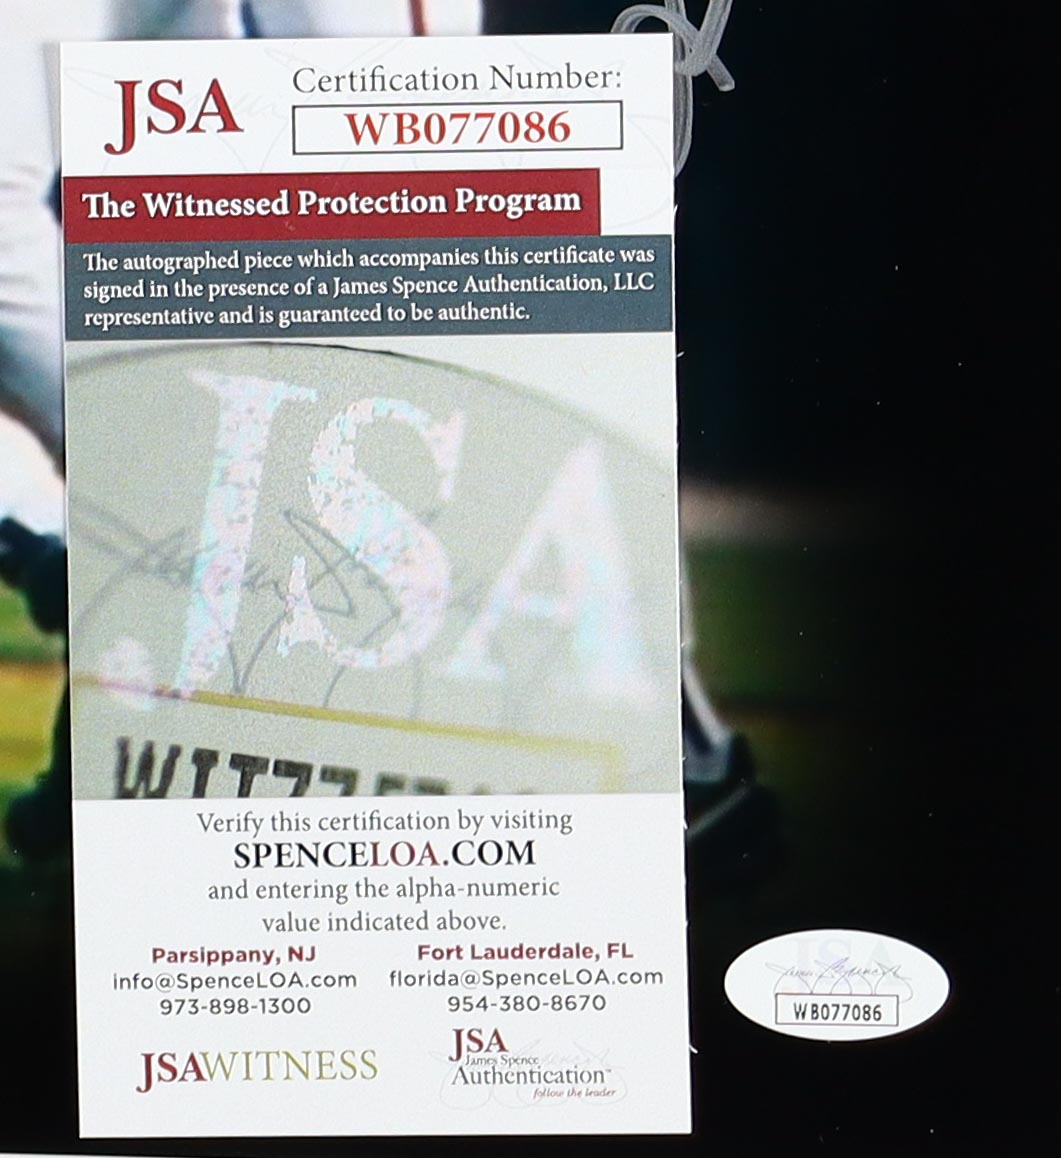 JSA
Certification Number:
WB077086
The Witnessed Protection Program
The autographed piece which accompanies this certificate was
signed in the presence of a James Spence Authentication, LLC
representative and is guaranteed to be authentic.
JSA
Verify this certification by visiting
SPENCELOA.COM
and entering the alpha-numeric
value indicated above.
Parsippany, NJ
info@SpenceLOA.com
973-898-1300
Fort Lauderdale, FL
florida@SpenceLOA.com
954-380-8670
JSAWITNESS
JSA
James Spence
Authentication™
follow the leader
JSA
WB077086